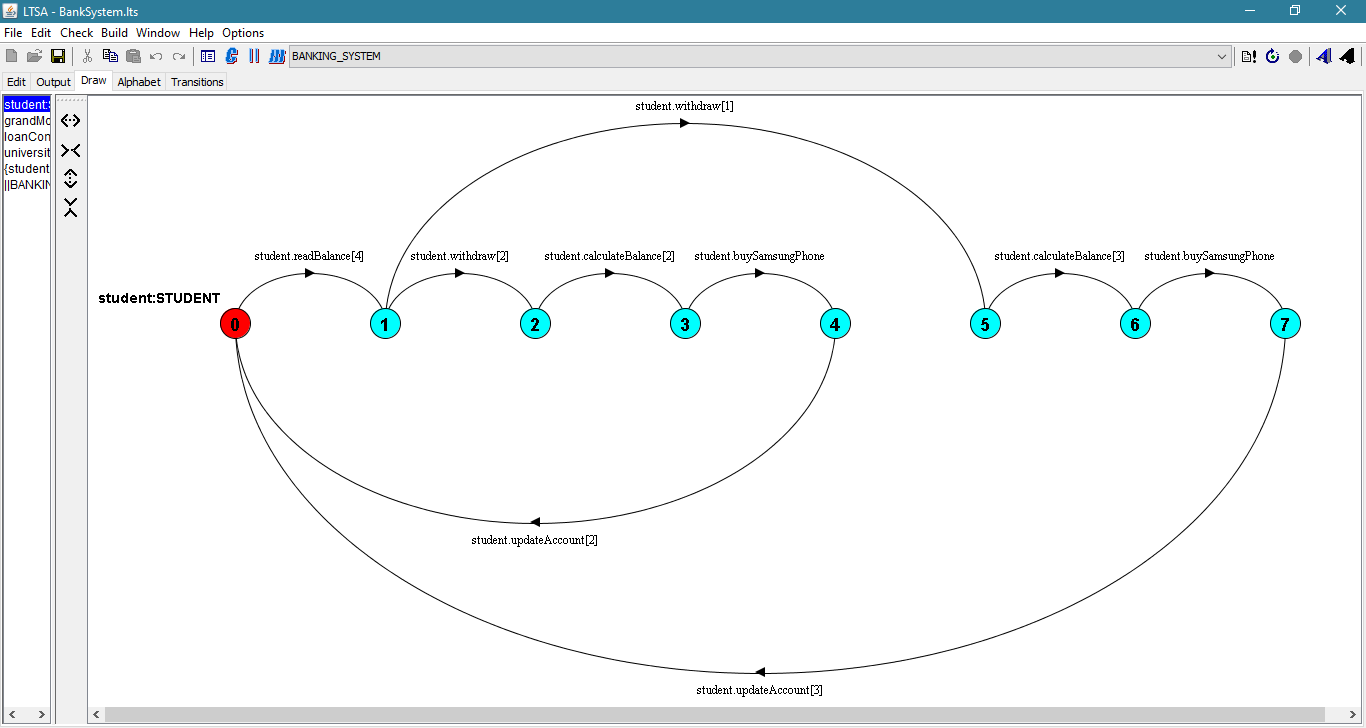 LTSA - BankSystem.lts
File Edit Check Build Window Help Options
BANKING_SYSTEM
Edit Output Draw Alphabet Transitions
student:S
grandMo
loanCon
universit
{student
||BANKIN
student.withdraw[1]
student.readBalance[4] student.withdraw[2] student.calculateBalance[2] student.buySamsungPhone student.calculateBalance[3] student.buySamsungPhone
student:STUDENT
0 1 2 3 4 5 6 7
student.updateAccount[2]
student.updateAccount[3]